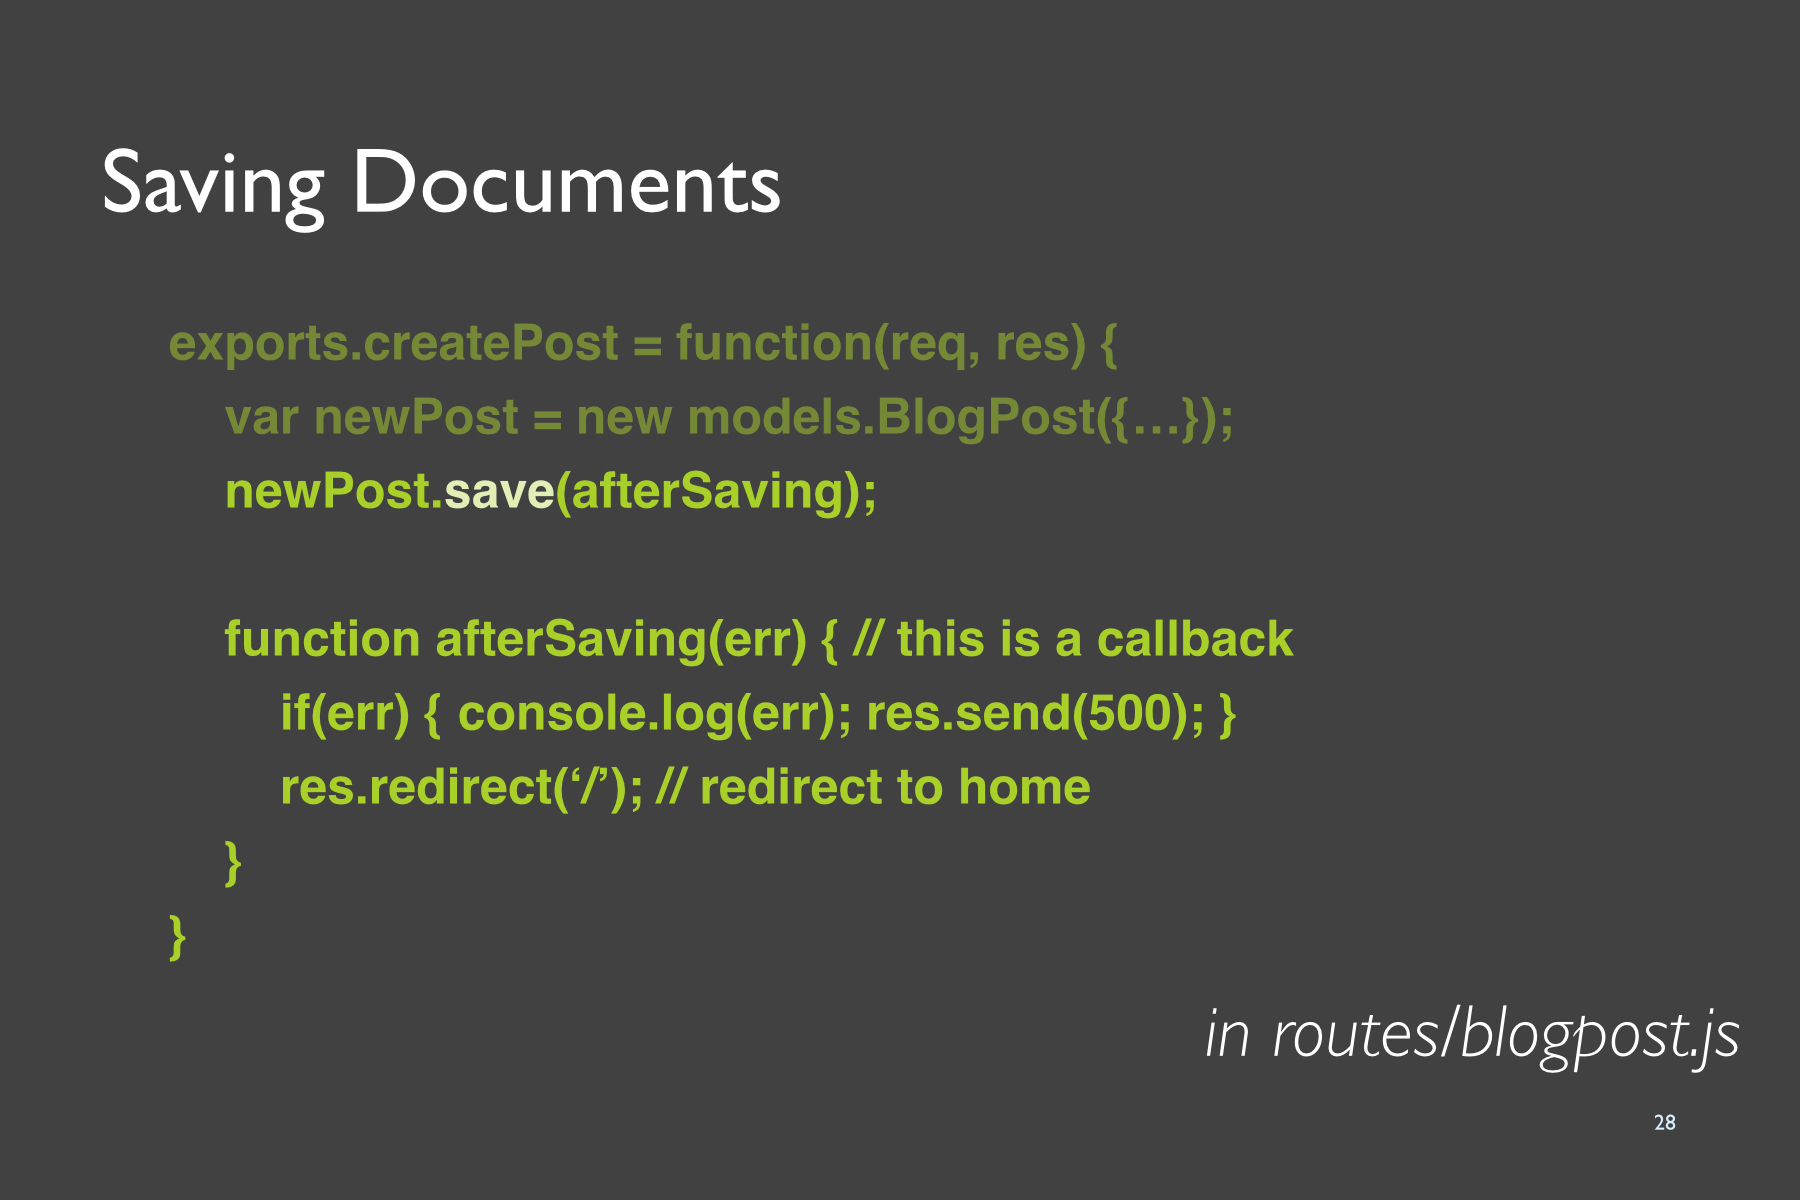 Saving Documents
exports.createPost = function(req, res) {
var newPost = new models.BlogPost({…});
newPost.save(afterSaving);
function afterSaving(err) { // this is a callback
if(err) { console.log(err); res.send(500); }
res.redirect(‘/’); // redirect to home
}
}
in routes/blogpost.js
28